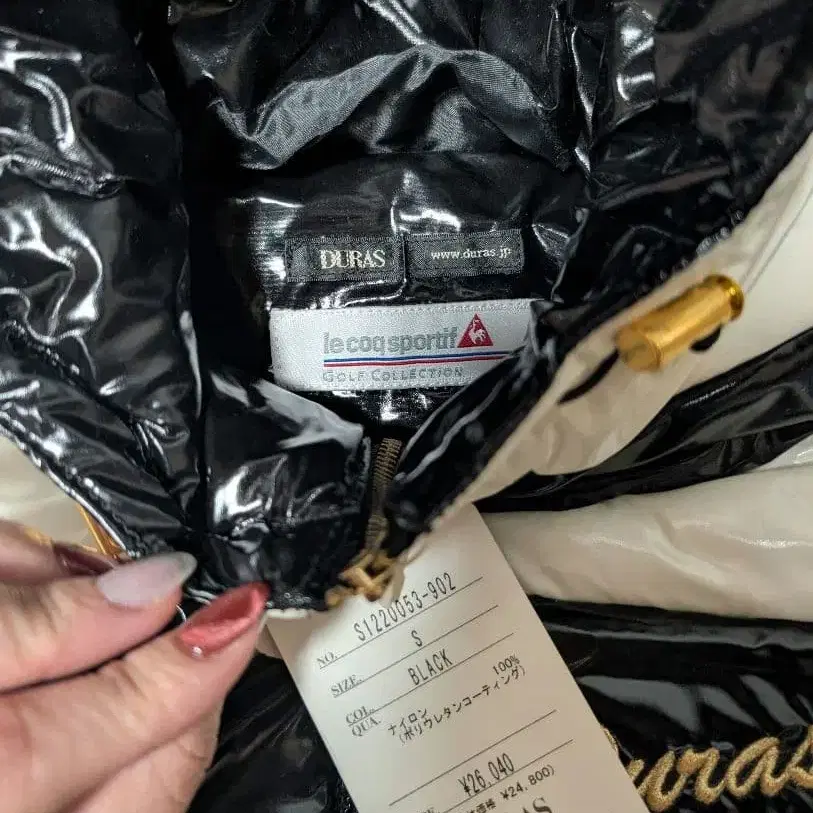 DURAS
www.duras.jp
le coq sportif
GOLF COLLECTION
NO. S1220053-902
SIZE. S
COL. BLACK
QUA. ナイロン 100%
(ポリウレタンコーティング)
¥26,040
価格 ¥24,800)
Duras